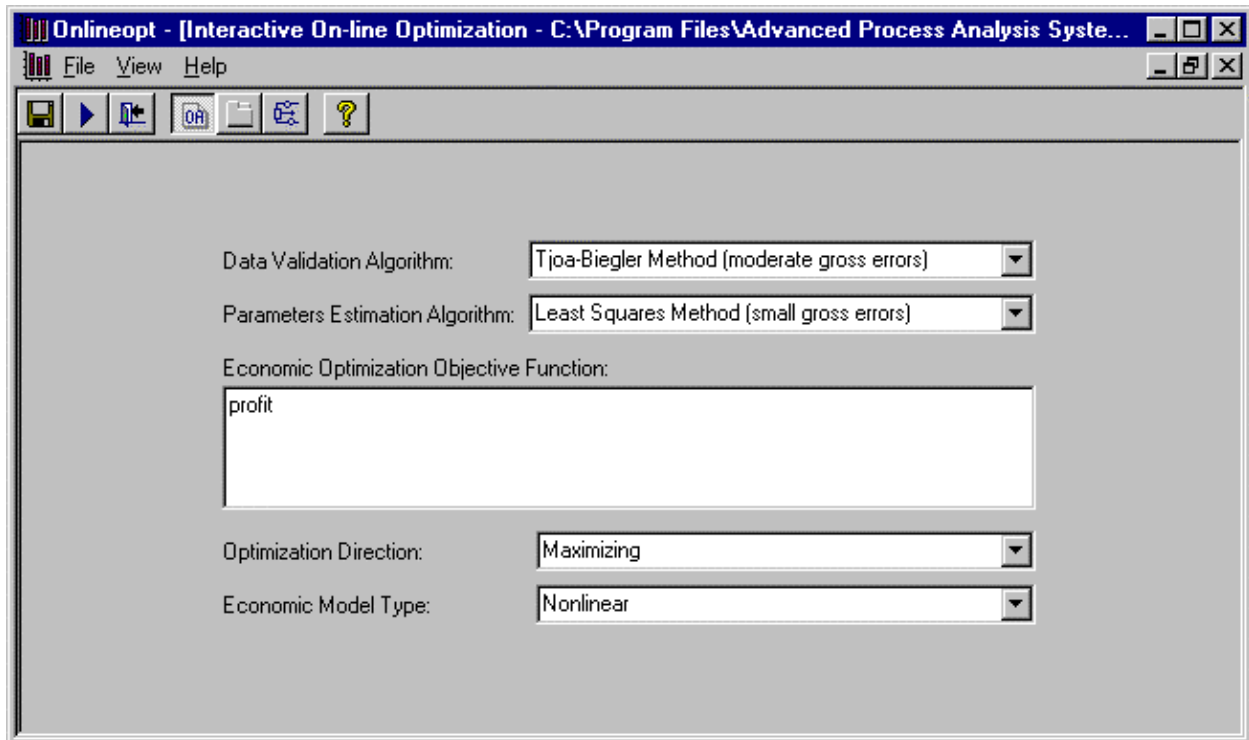 Onlineopt - [Interactive On-line Optimization - C:\Program Files\Advanced Process Analysis Syste...
File View Help
OA
Data Validation Algorithm: Tjoa-Biegler Method (moderate gross errors)
Parameters Estimation Algorithm: Least Squares Method (small gross errors)
Economic Optimization Objective Function:
profit
Optimization Direction: Maximizing
Economic Model Type: Nonlinear